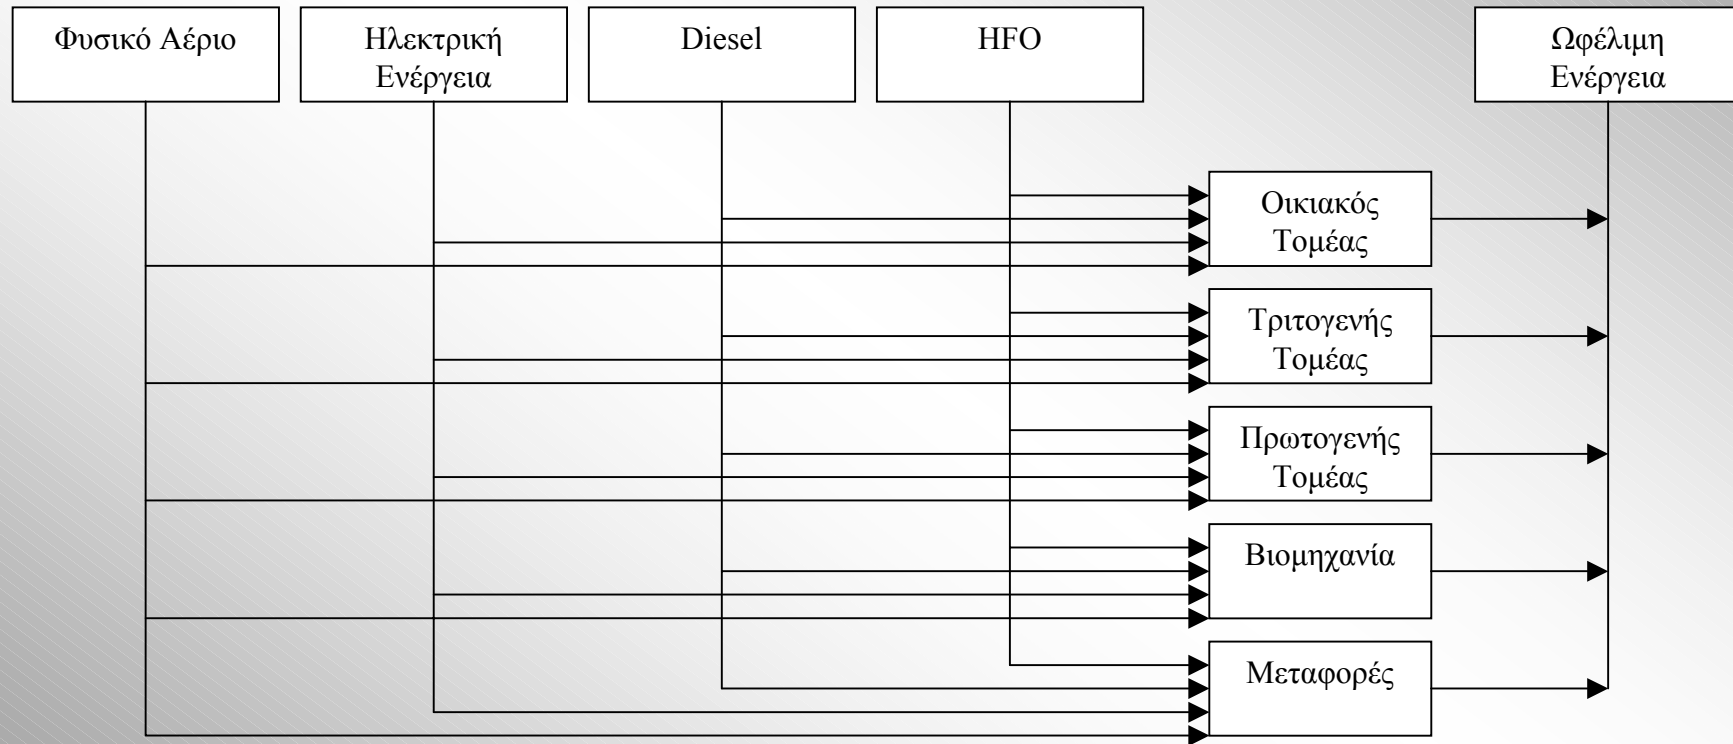 Φυσικό Αέριο
Ηλεκτρική
Ενέργεια
Diesel
HFO
Ωφέλιμη
Ενέργεια
Οικιακός
Τομέας
Τριτογενής
Τομέας
Πρωτογενής
Τομέας
Βιομηχανία
Μεταφορές